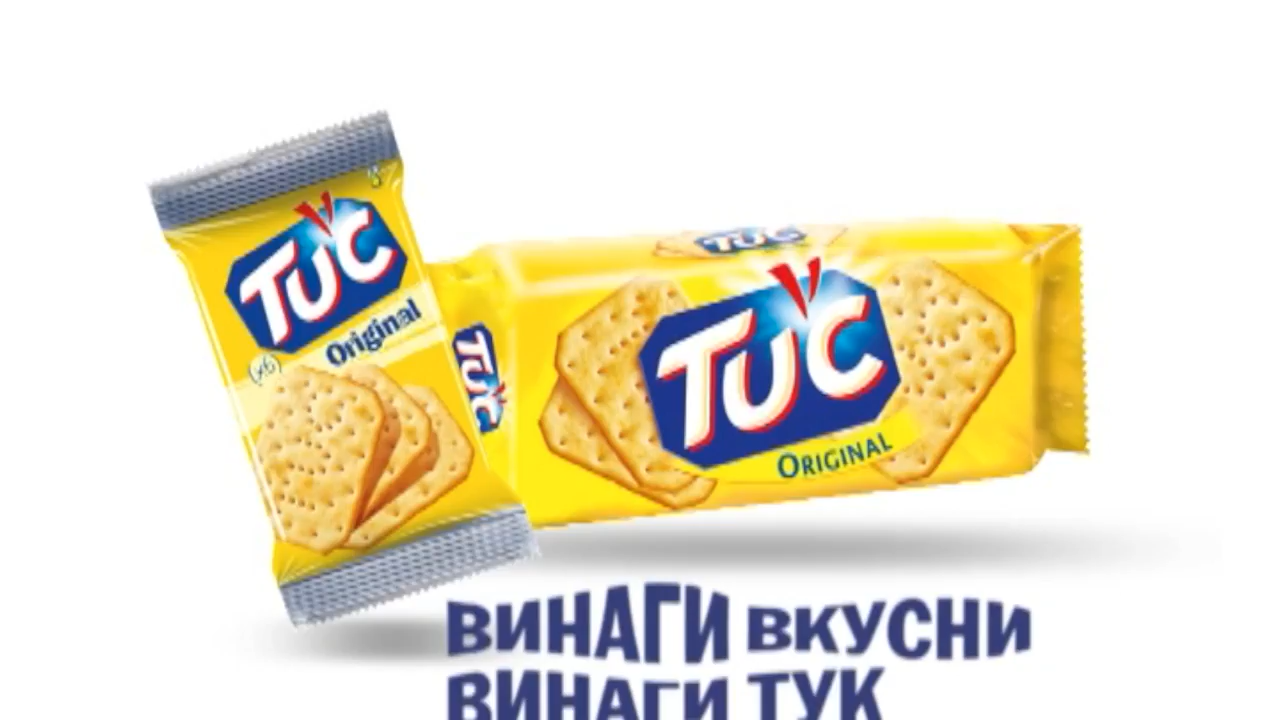 TUC
Original
(x6)
TUC
TUC
TUC
ORIGINAL
ВИНАГИ ВКУСНИ
ВИНАГИ ТУК